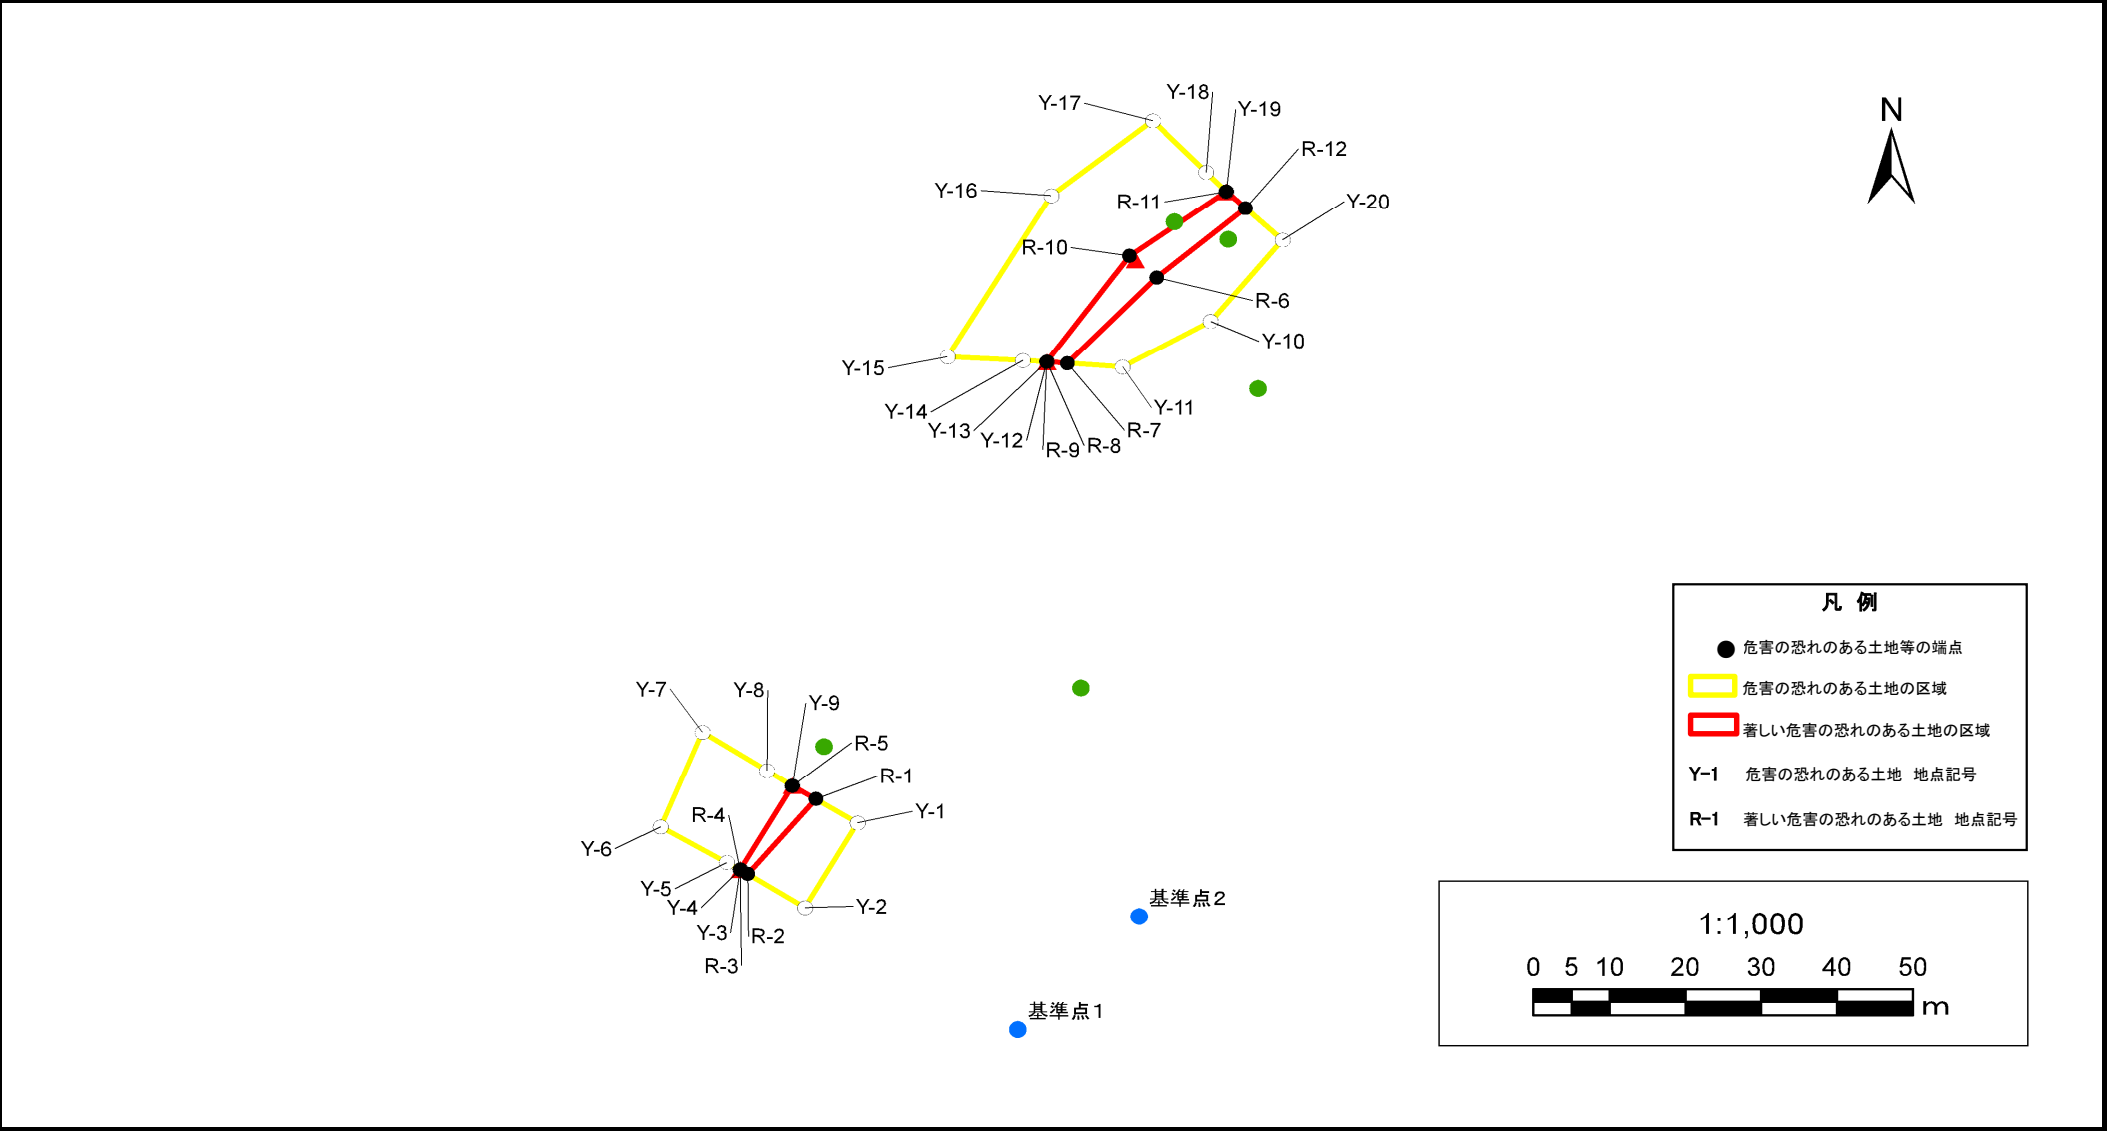 Y-18
Y-17
Y-19
N
R-12
Y-16
R-11
Y-20
R-10
R-6
Y-10
Y-15
Y-14
Y-11
Y-13
R-7
Y-12
R-8
R-9
凡 例
危害の恐れのある土地等の端点
危害の恐れのある土地の区域
著しい危害の恐れのある土地の区域
Y-1 危害の恐れのある土地 地点記号
R-1 著しい危害の恐れのある土地 地点記号
Y-7
Y-8
Y-9
R-5
R-1
R-4
Y-1
Y-6
Y-5
Y-4
Y-2
Y-3
R-2
R-3
基準点2
基準点1
1:1,000
0 5 10 20 30 40 50
m